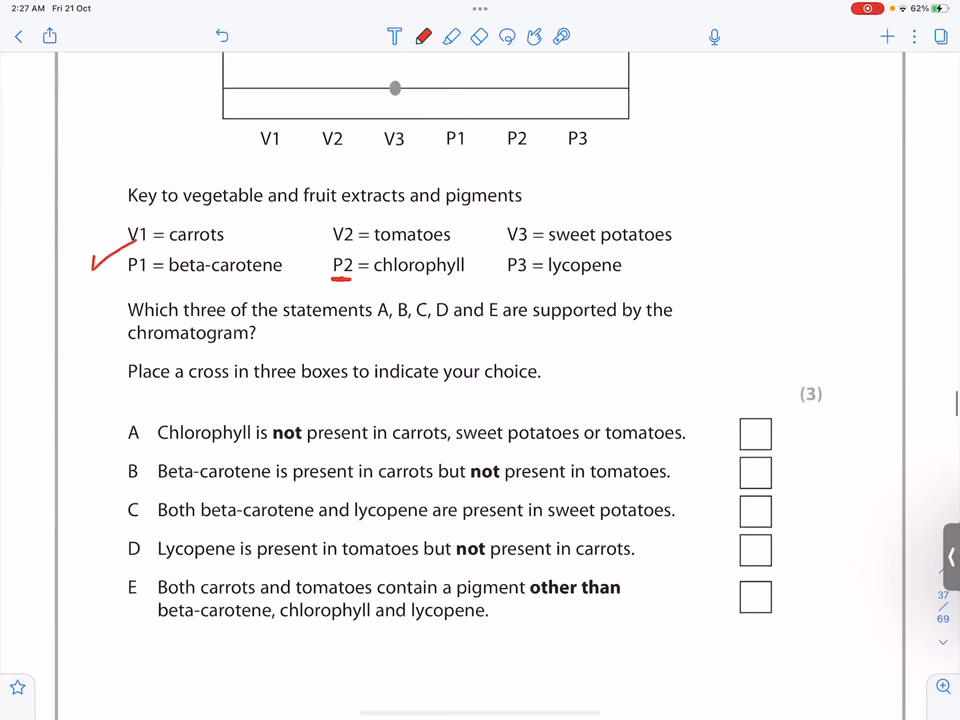 2:27 AM Fri 21 Oct
62%
V1 V2 V3 P1 P2 P3
Key to vegetable and fruit extracts and pigments
V1 = carrots V2 = tomatoes V3 = sweet potatoes
P1 = beta-carotene P2 = chlorophyll P3 = lycopene
Which three of the statements A, B, C, D and E are supported by the
chromatogram?
Place a cross in three boxes to indicate your choice.
(3)
A Chlorophyll is not present in carrots, sweet potatoes or tomatoes.
B Beta-carotene is present in carrots but not present in tomatoes.
C Both beta-carotene and lycopene are present in sweet potatoes.
D Lycopene is present in tomatoes but not present in carrots.
E Both carrots and tomatoes contain a pigment other than
beta-carotene, chlorophyll and lycopene.
37
/
69